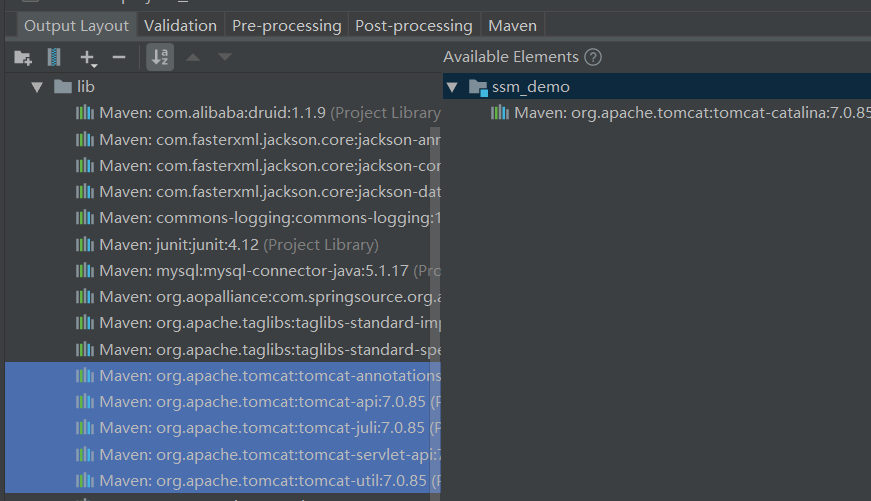 Output Layout Validation Pre-processing Post-processing Maven
Available Elements ?
lib
Maven: com.alibaba:druid:1.1.9 (Project Library
Maven: com.fasterxml.jackson.core:jackson-ann
Maven: com.fasterxml.jackson.core:jackson-cor
Maven: com.fasterxml.jackson.core:jackson-dat
Maven: commons-logging:commons-logging:1
Maven: junit:junit:4.12 (Project Library)
Maven: mysql:mysql-connector-java:5.1.17 (Pro
Maven: org.aopalliance:com.springsource.org.a
Maven: org.apache.taglibs:taglibs-standard-imp
Maven: org.apache.taglibs:taglibs-standard-spe
Maven: org.apache.tomcat:tomcat-annotations
Maven: org.apache.tomcat:tomcat-api:7.0.85 (P
Maven: org.apache.tomcat:tomcat-juli:7.0.85 (P
Maven: org.apache.tomcat:tomcat-servlet-api:7
Maven: org.apache.tomcat:tomcat-util:7.0.85 (P
ssm_demo
Maven: org.apache.tomcat:tomcat-catalina:7.0.85